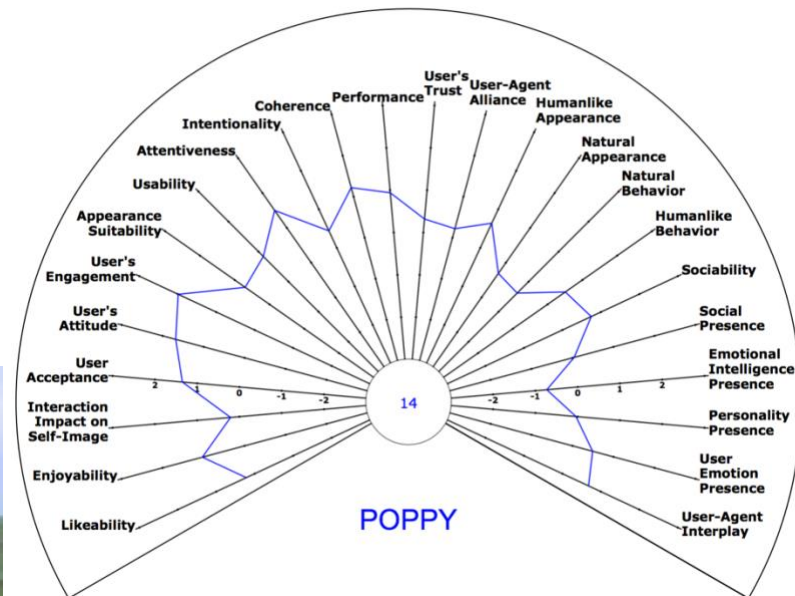 User's
Trust
User-Agent
Alliance
Performance
Coherence
Humanlike
Appearance
Intentionality
Attentiveness
Natural
Appearance
Usability
Natural
Behavior
Appearance
Suitability
Humanlike
Behavior
User's
Engagement
Sociability
User's
Attitude
Social
Presence
User
Acceptance
2 1 0 -1 -2
-2 -1 0 1 2
Emotional
Intelligence
Presence
Interaction
Impact on
Self-Image
14
Personality
Presence
Enjoyability
User
Emotion
Presence
Likeability
POPPY
User-Agent
Interplay